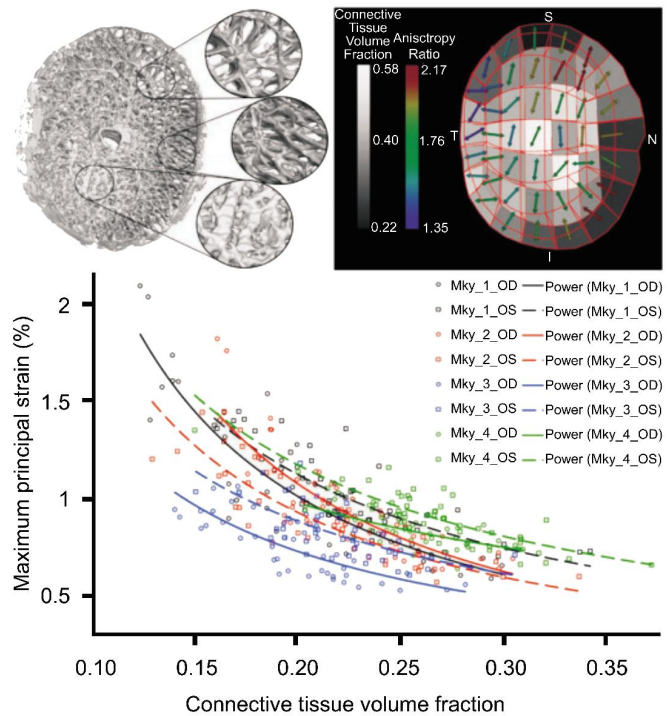 Connective
Tissue
Volume
Fraction
Anisctropy
Ratio
0.58
0.40
0.22
2.17
1.76
1.35
S
T
N
I
Maximum principal strain (%)
2
1.5
1
0.5
0.10
0.15
0.20
0.25
0.30
0.35
Connective tissue volume fraction
Mky_1_OD
Mky_1_OS
Mky_2_OD
Mky_2_OS
Mky_3_OD
Mky_3_OS
Mky_4_OD
Mky_4_OS
Power (Mky_1_OD)
Power (Mky_1_OS)
Power (Mky_2_OD)
Power (Mky_2_OS)
Power (Mky_3_OD)
Power (Mky_3_OS)
Power (Mky_4_OD)
Power (Mky_4_OS)